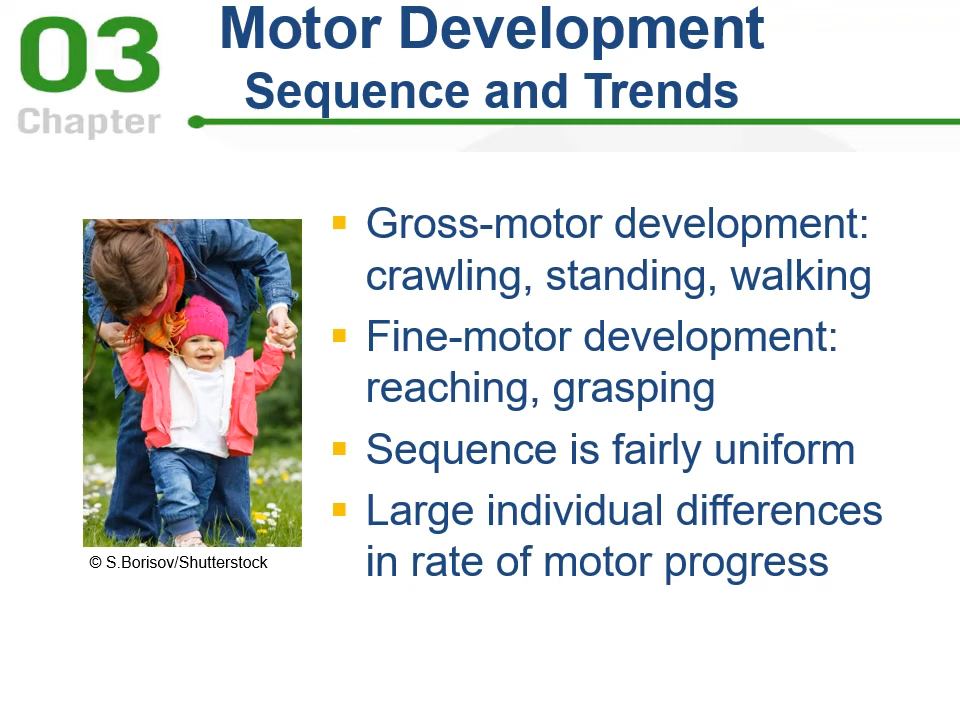 03
Chapter
Motor Development
Sequence and Trends
Gross-motor development:
crawling, standing, walking
Fine-motor development:
reaching, grasping
Sequence is fairly uniform
Large individual differences
in rate of motor progress
© S.Borisov/Shutterstock